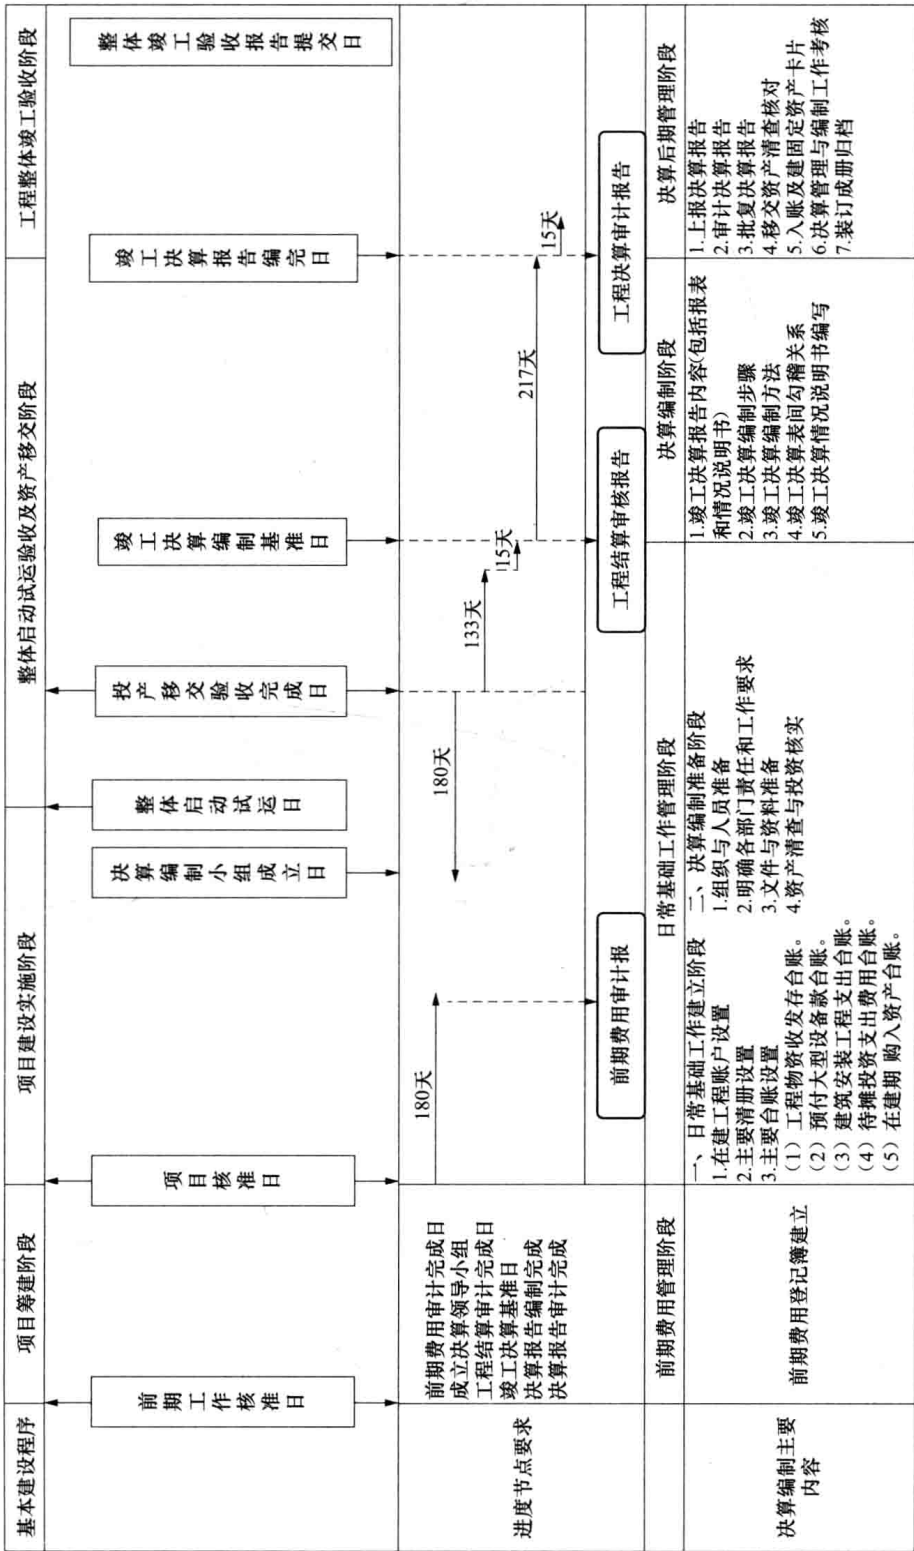 基本建设程序
项目筹建阶段
项目建设实施阶段
整体启动试运验收及资产移交阶段
工程整体竣工验收阶段
前期工作核准日
项目核准日
决算编制小组成立日
整体启动试运日
投产移交验收完成日
竣工决算编制基准日
竣工决算报告编完日
整体竣工验收报告提交日
进度节点要求
前期费用审计完成日
成立决算领导小组
工程结算审计完成日
竣工决算基准日
决算报告编制完成
决算报告审计完成
180天
180天
133天
15天
217天
15天
前期费用审计报
工程结算审核报告
工程决算审计报告
前期费用管理阶段
日常基础工作管理阶段
决算编制阶段
决算后期管理阶段
决算编制主要
内容
前期费用登记簿建立
一、日常基础工作建立阶段
1.在建工程账户设置
2.主要清册设置
3.主要台账设置
（1）工程物资收发存台账。
（2）预付大型设备款台账。
（3）建筑安装工程支出台账。
（4）待摊投资支出费用台账。
（5）在建期 购入资产台账。
二、决算编制准备阶段
1.组织与人员准备
2.明确各部门责任和工作要求
3.文件与资料准备
4.资产清查与投资核实
1.竣工决算报告内容(包括报表
和情况说明书)
2.竣工决算编制步骤
3.竣工决算编制方法
4.竣工决算表间勾稽关系
5.竣工决算情况说明书编写
1.上报决算报告
2.审计决算报告
3.批复决算报告
4.移交资产清查核对
5.入账及建固定资产卡片
6.决算管理与编制工作考核
7.装订成册归档